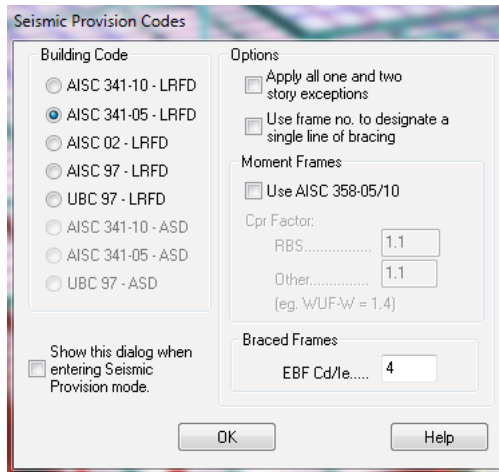 Seismic Provision Codes
Building Code
AISC 341-10 - LRFD
AISC 341-05 - LRFD
AISC 02 - LRFD
AISC 97 - LRFD
UBC 97 - LRFD
AISC 341-10 - ASD
AISC 341-05 - ASD
UBC 97 - ASD
Show this dialog when
entering Seismic
Provision mode.
Options
Apply all one and two
story exceptions
Use frame no. to designate a
single line of bracing
Moment Frames
Use AISC 358-05/10
Cpr Factor:
RBS................ 1.1
Other.............. 1.1
(eg. WUF-W = 1.4)
Braced Frames
EBF Cd/Ie..... 4
OK
Help